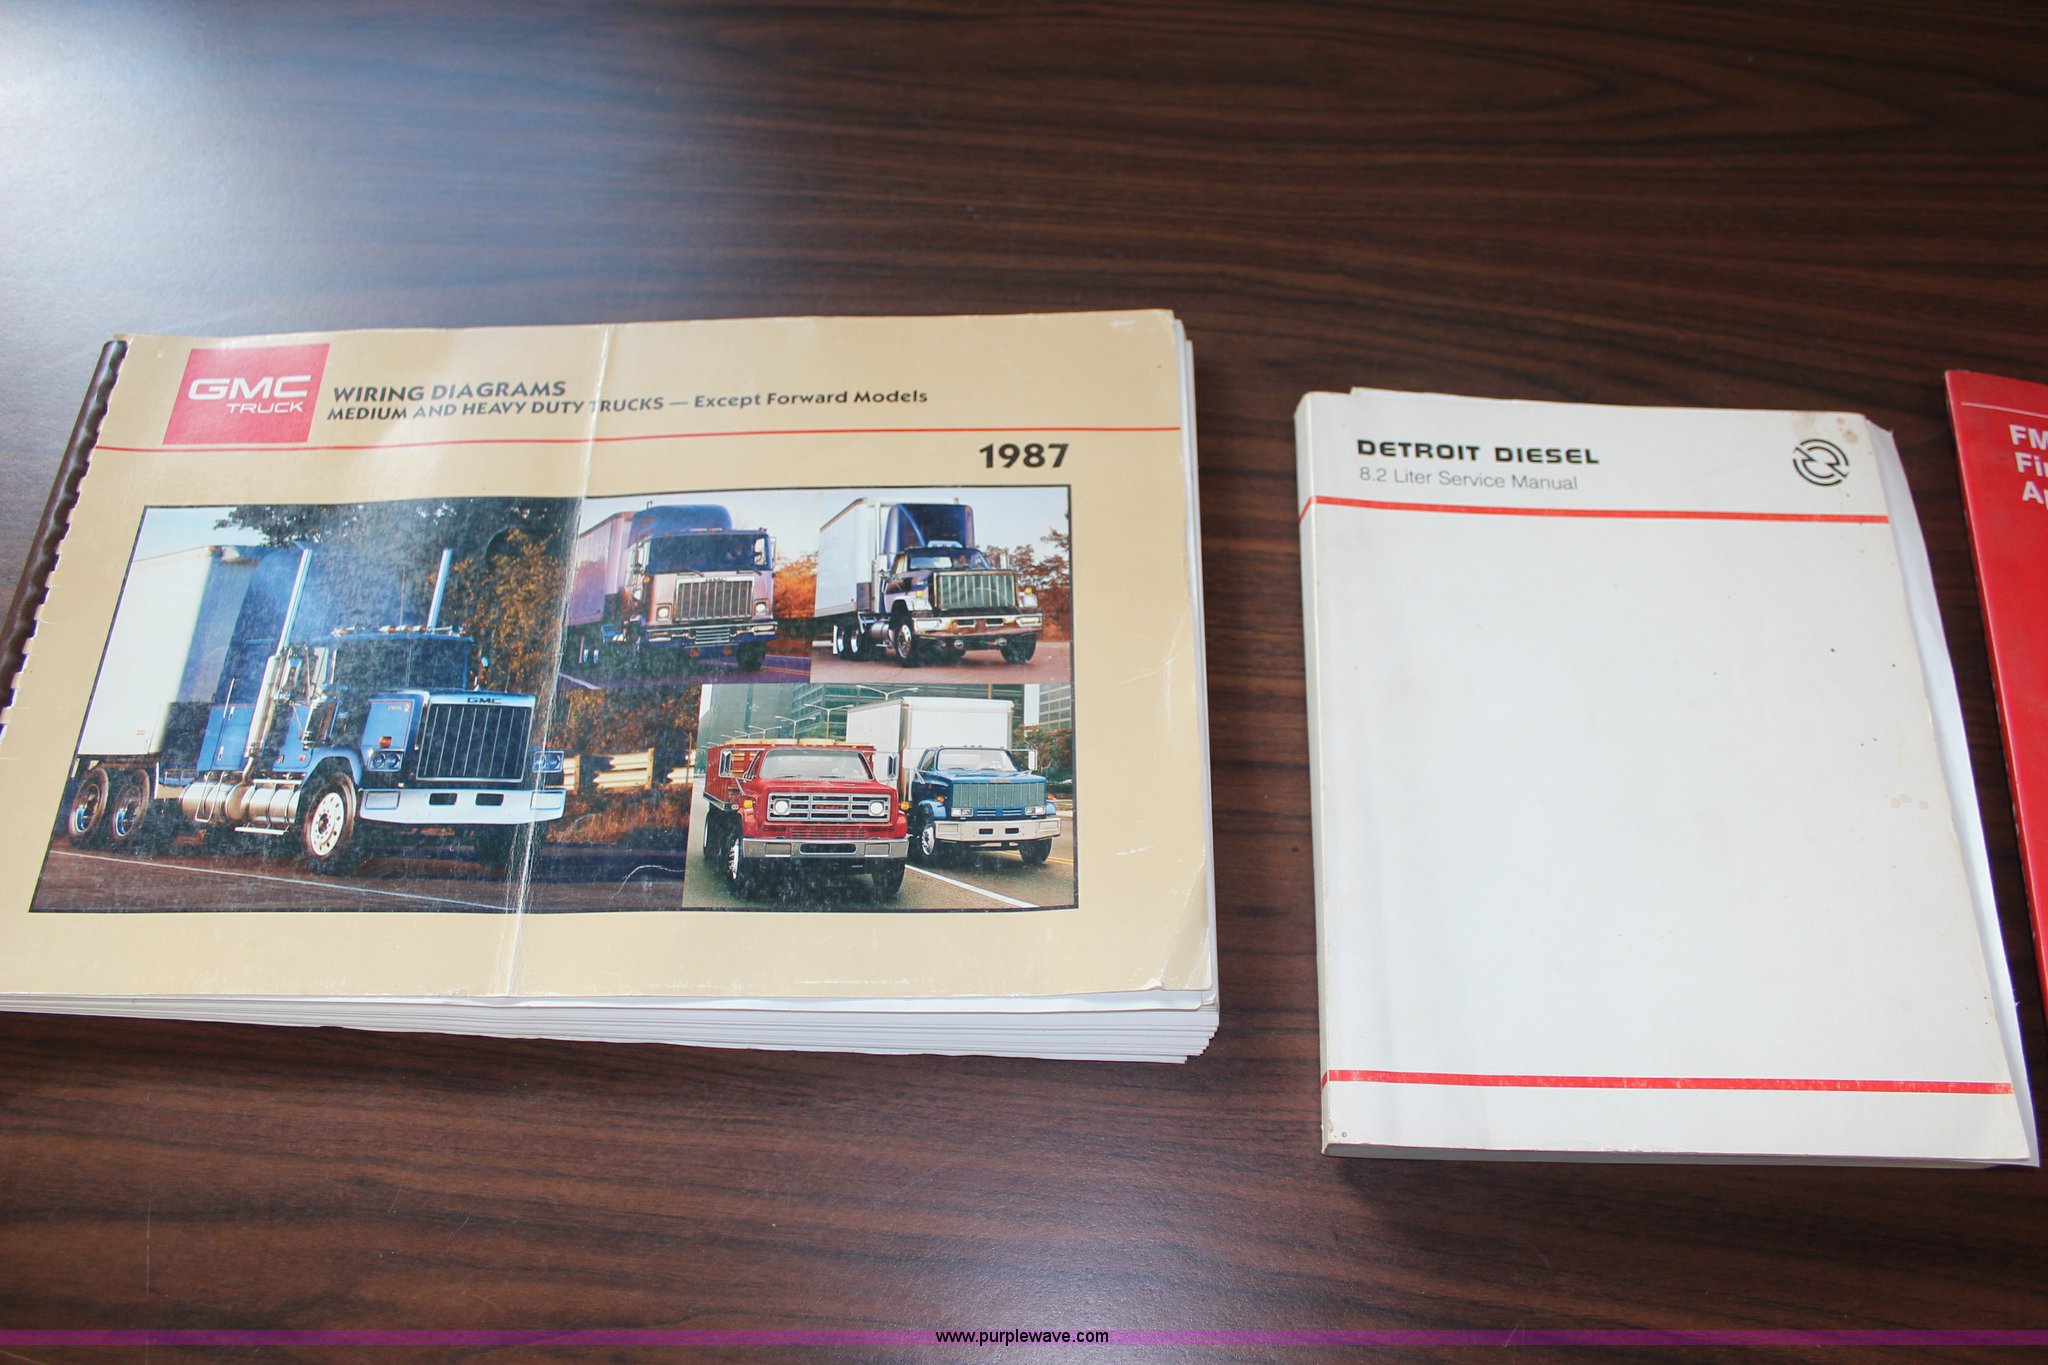 GMC
TRUCK
WIRING DIAGRAMS
MEDIUM AND HEAVY DUTY TRUCKS — Except Forward Models
1987
GMC
DETROIT DIESEL
8.2 Liter Service Manual
FM
www.purplewave.com